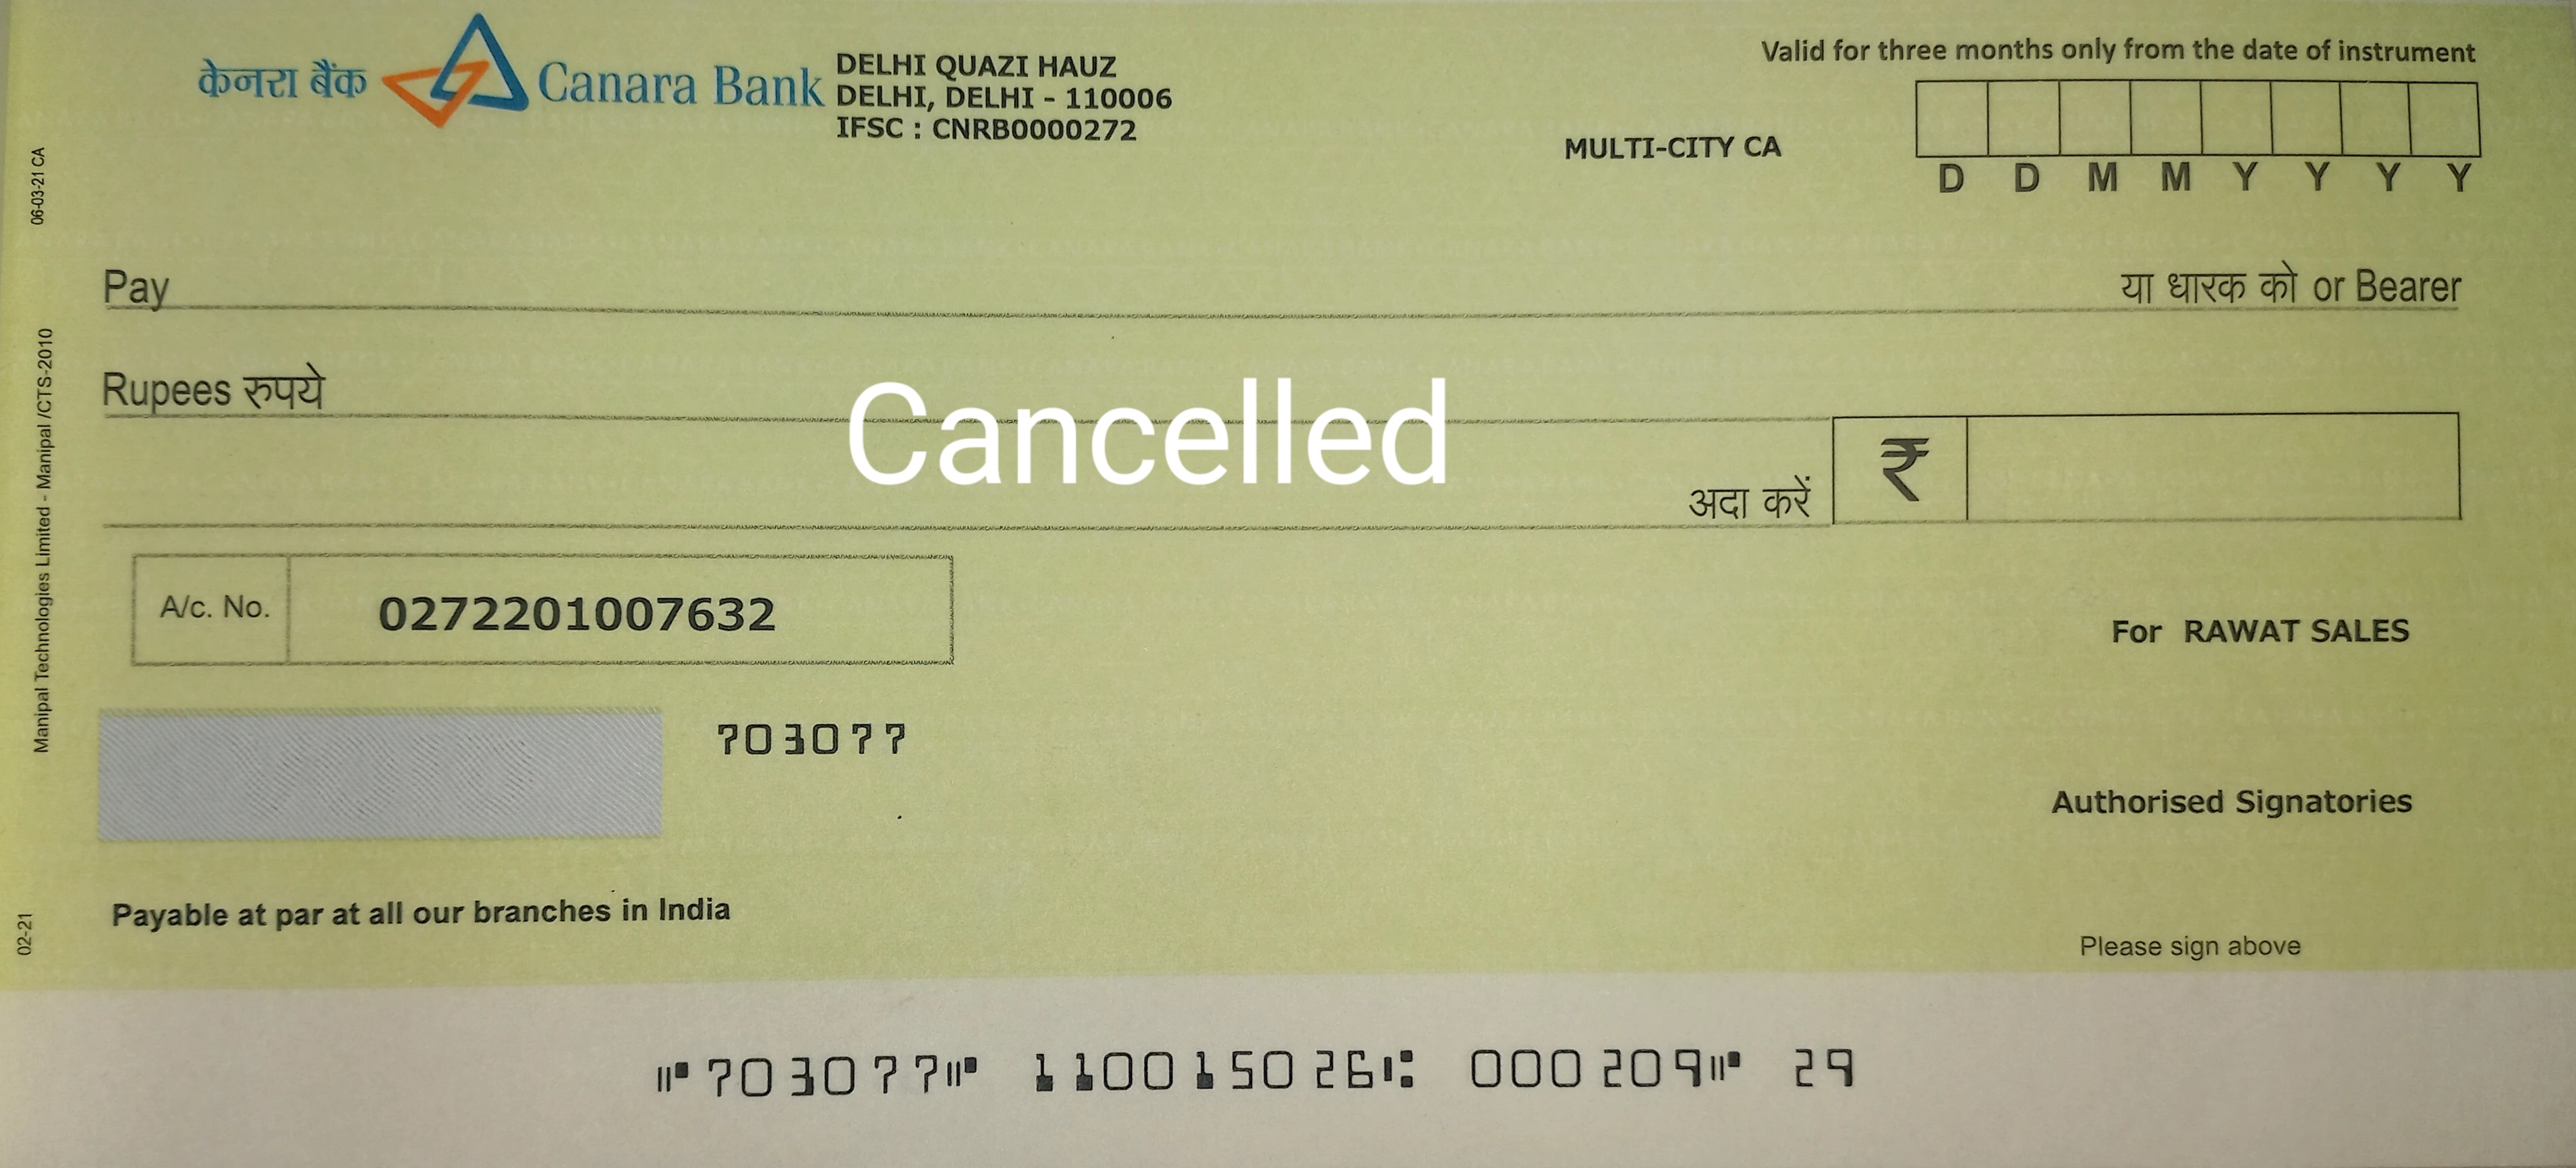 केनरा बैंक Canara Bank
DELHI QUAZI HAUZ
DELHI, DELHI - 110006
IFSC : CNRB0000272
Valid for three months only from the date of instrument
MULTI-CITY CA
D D M M Y Y Y Y
Pay या धारक को or Bearer
Rupees रुपये
Cancelled
अदा करें ₹
A/c. No. 0272201007632
For RAWAT SALES
703077
Authorised Signatories
Payable at par at all our branches in India
Please sign above
⑈703077⑈ 110015026⑆ 000209⑈ 29
06-03-21 CA
Manipal Technologies Limited - Manipal /CTS-2010
02-21